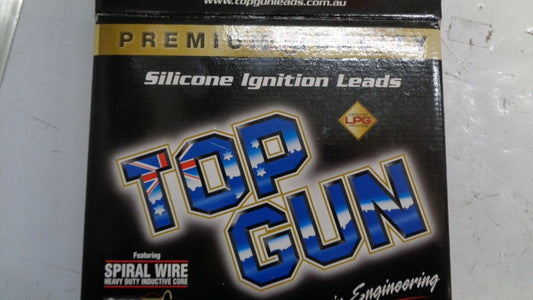 www.topgunleads.com.au
PREMIUM
Silicone Ignition Leads
LPG
TOP
GUN
Featuring
SPIRAL WIRE
HEAVY DUTY INDUCTIVE CORE
Engineering